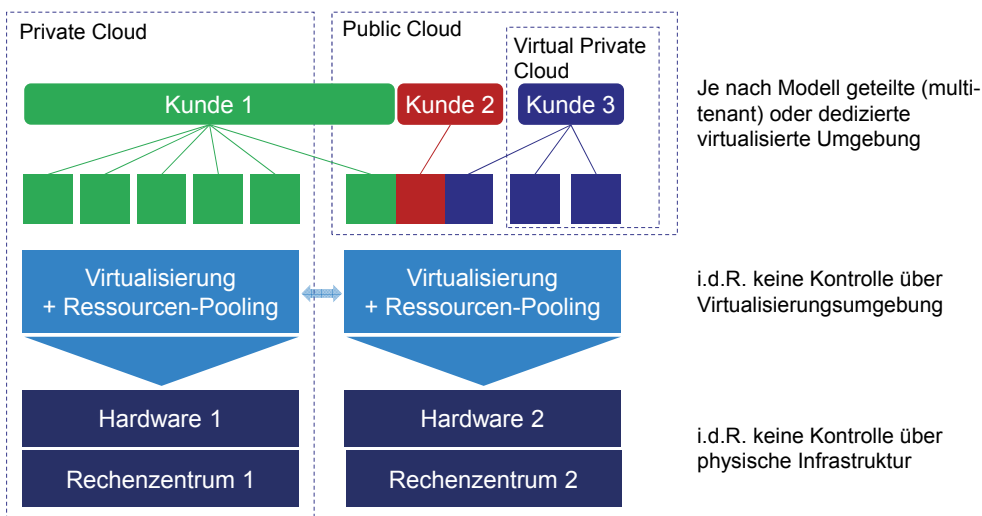 Private Cloud
Public Cloud
Virtual Private
Cloud
Kunde 1
Kunde 2
Kunde 3
Je nach Modell geteilte (multi-
tenant) oder dedizierte
virtualisierte Umgebung
Virtualisierung
+ Ressourcen-Pooling
Virtualisierung
+ Ressourcen-Pooling
i.d.R. keine Kontrolle über
Virtualisierungsumgebung
Hardware 1
Hardware 2
Rechenzentrum 1
Rechenzentrum 2
i.d.R. keine Kontrolle über
physische Infrastruktur